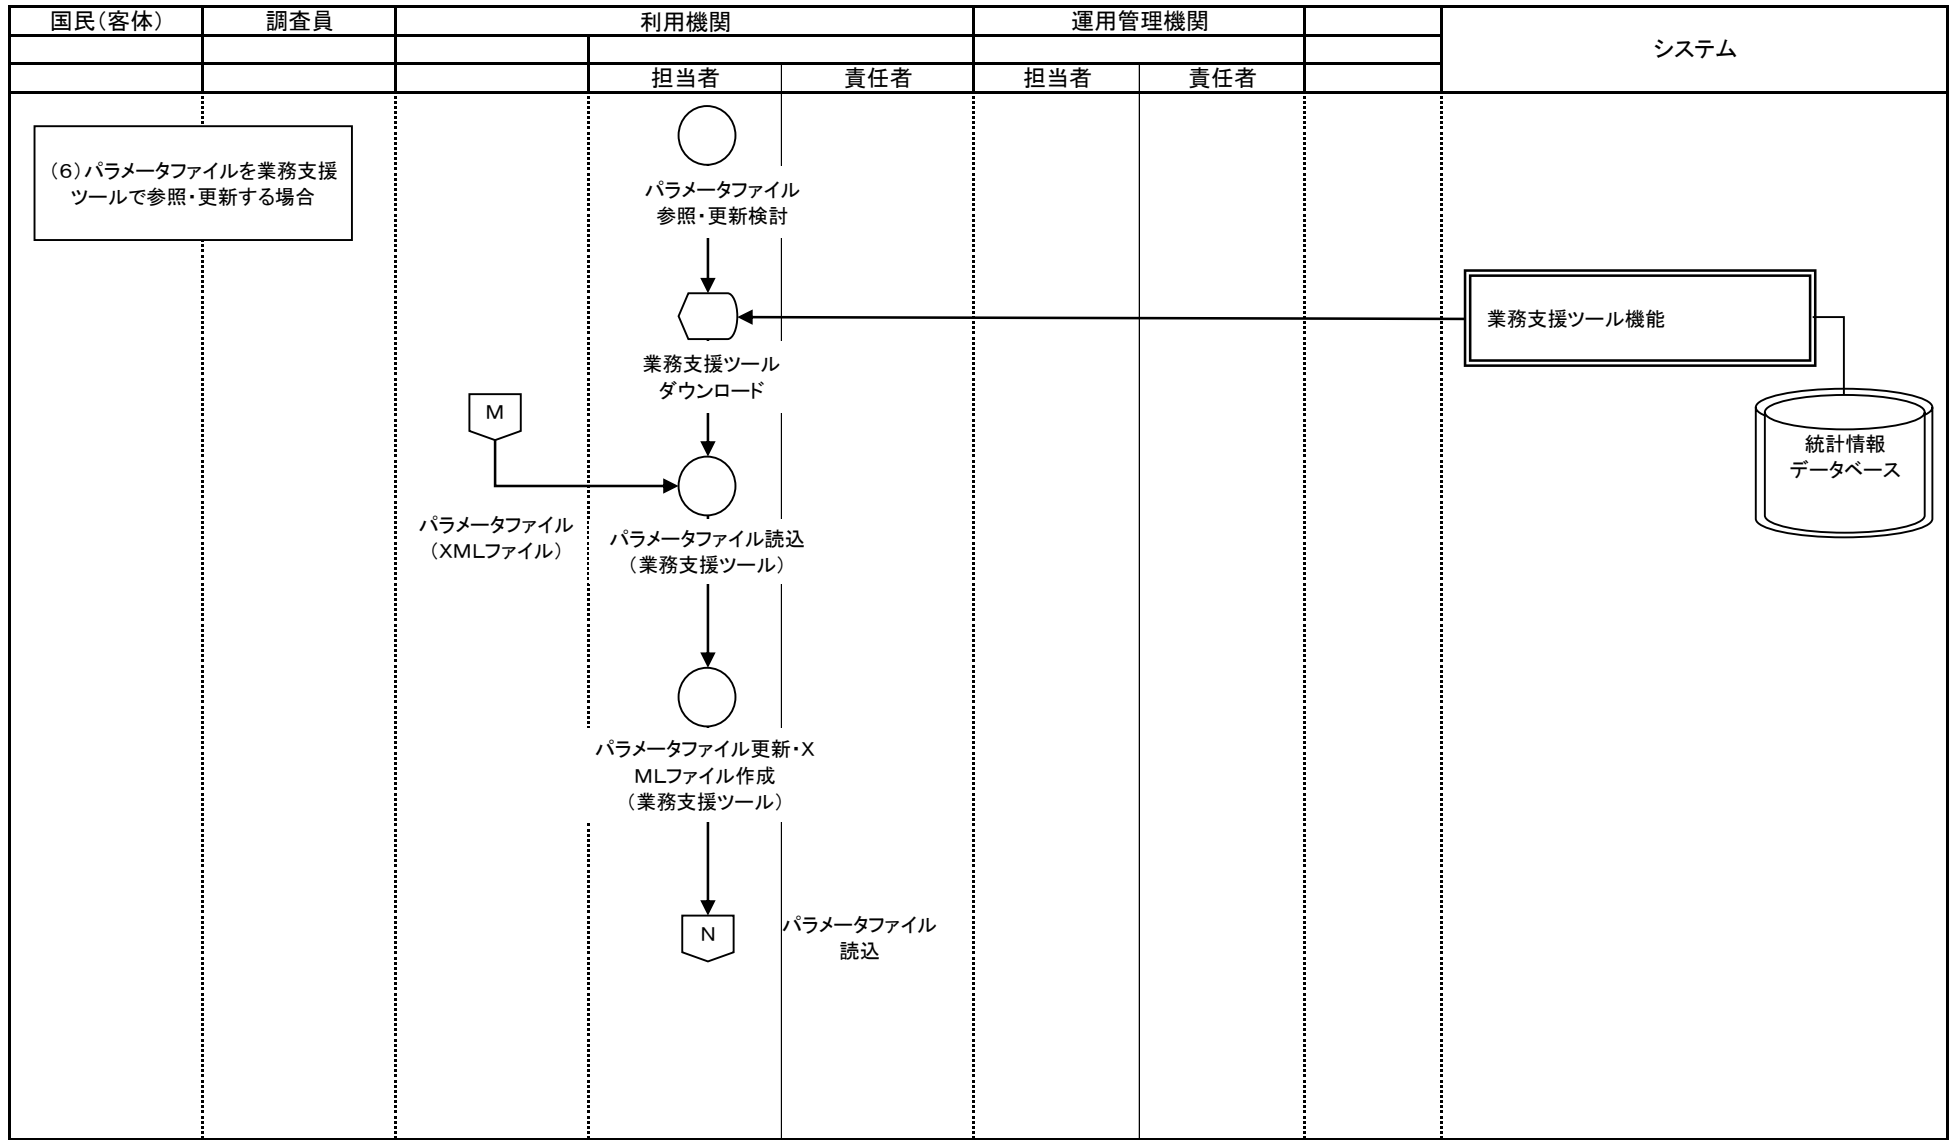 国民（客体）
調査員
利用機関
運用管理機関
システム
担当者
責任者
担当者
責任者
（６）パラメータファイルを業務支援
ツールで参照・更新する場合
パラメータファイル
参照・更新検討
業務支援ツール機能
業務支援ツール
ダウンロード
M
統計情報
データベース
パラメータファイル
（XMLファイル）
パラメータファイル読込
（業務支援ツール）
パラメータファイル更新・X
MLファイル作成
（業務支援ツール）
N
パラメータファイル
読込